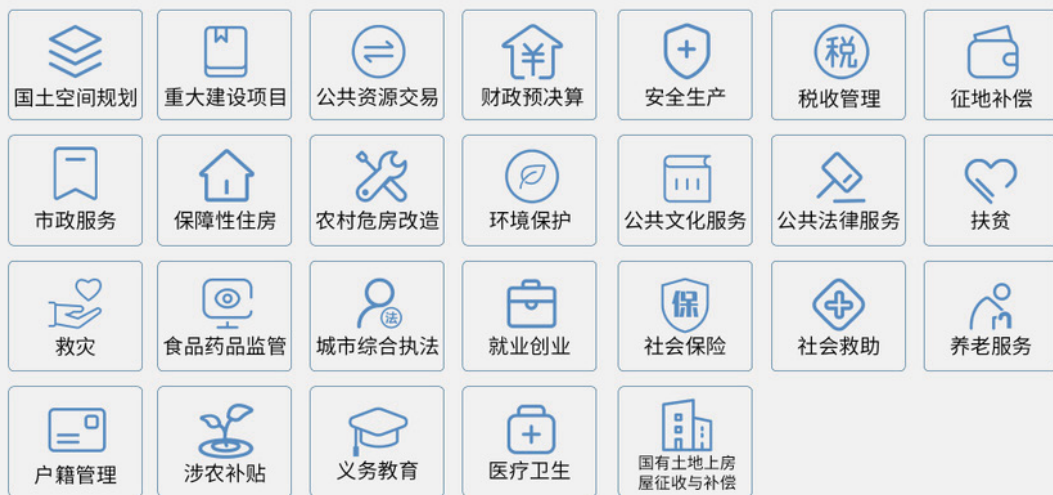 国土空间规划
重大建设项目
公共资源交易
财政预决算
安全生产
税
税收管理
征地补偿
市政服务
保障性住房
农村危房改造
环境保护
公共文化服务
公共法律服务
扶贫
救灾
食品药品监管
法
城市综合执法
就业创业
保
社会保险
社会救助
养老服务
户籍管理
涉农补贴
义务教育
医疗卫生
国有土地上房
屋征收与补偿